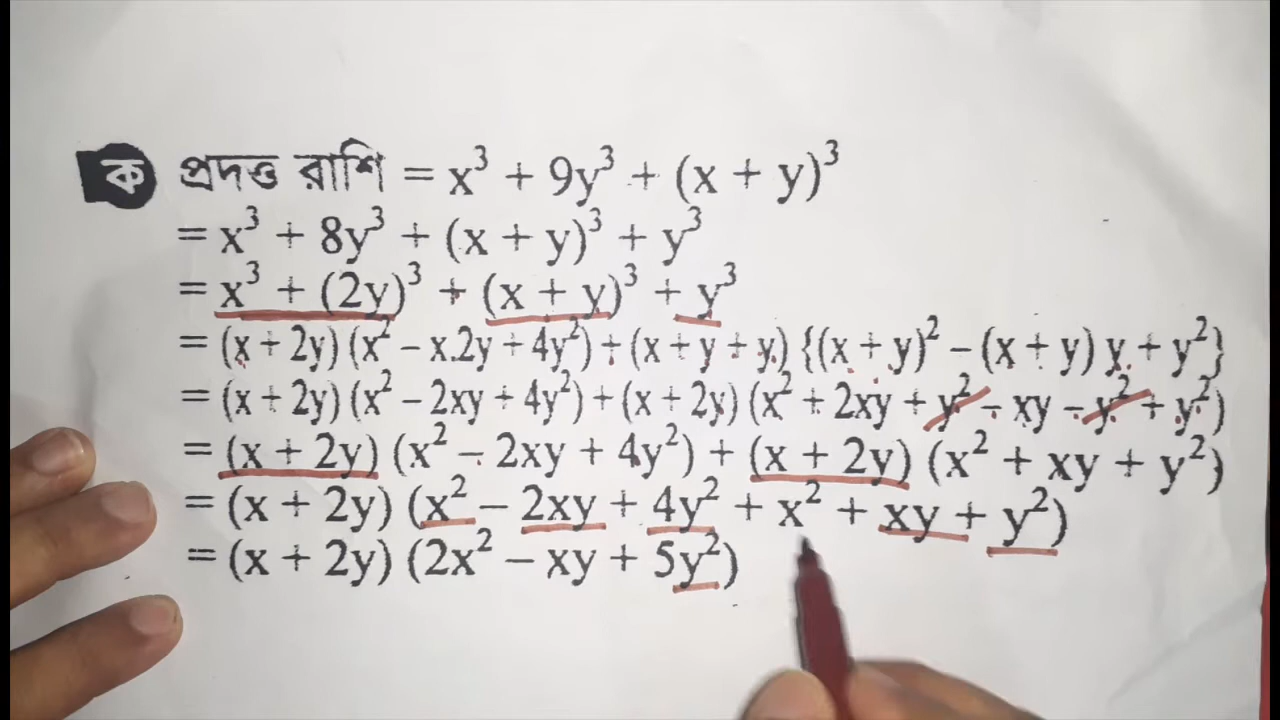 ক প্রদত্ত রাশি = x³ + 9y³ + (x + y)³
= x³ + 8y³ + (x + y)³ + y³
= x³ + (2y)³ + (x + y)³ + y³
= (x + 2y) (x² – x.2y + 4y²) + (x + y + y) {(x + y)² – (x + y) y + y²}
= (x + 2y) (x² – 2xy + 4y²) + (x + 2y) (x² + 2xy + y² – xy – y² + y²)
= (x + 2y) (x² – 2xy + 4y²) + (x + 2y) (x² + xy + y²)
= (x + 2y) (x² – 2xy + 4y² + x² + xy + y²)
= (x + 2y) (2x² – xy + 5y²)